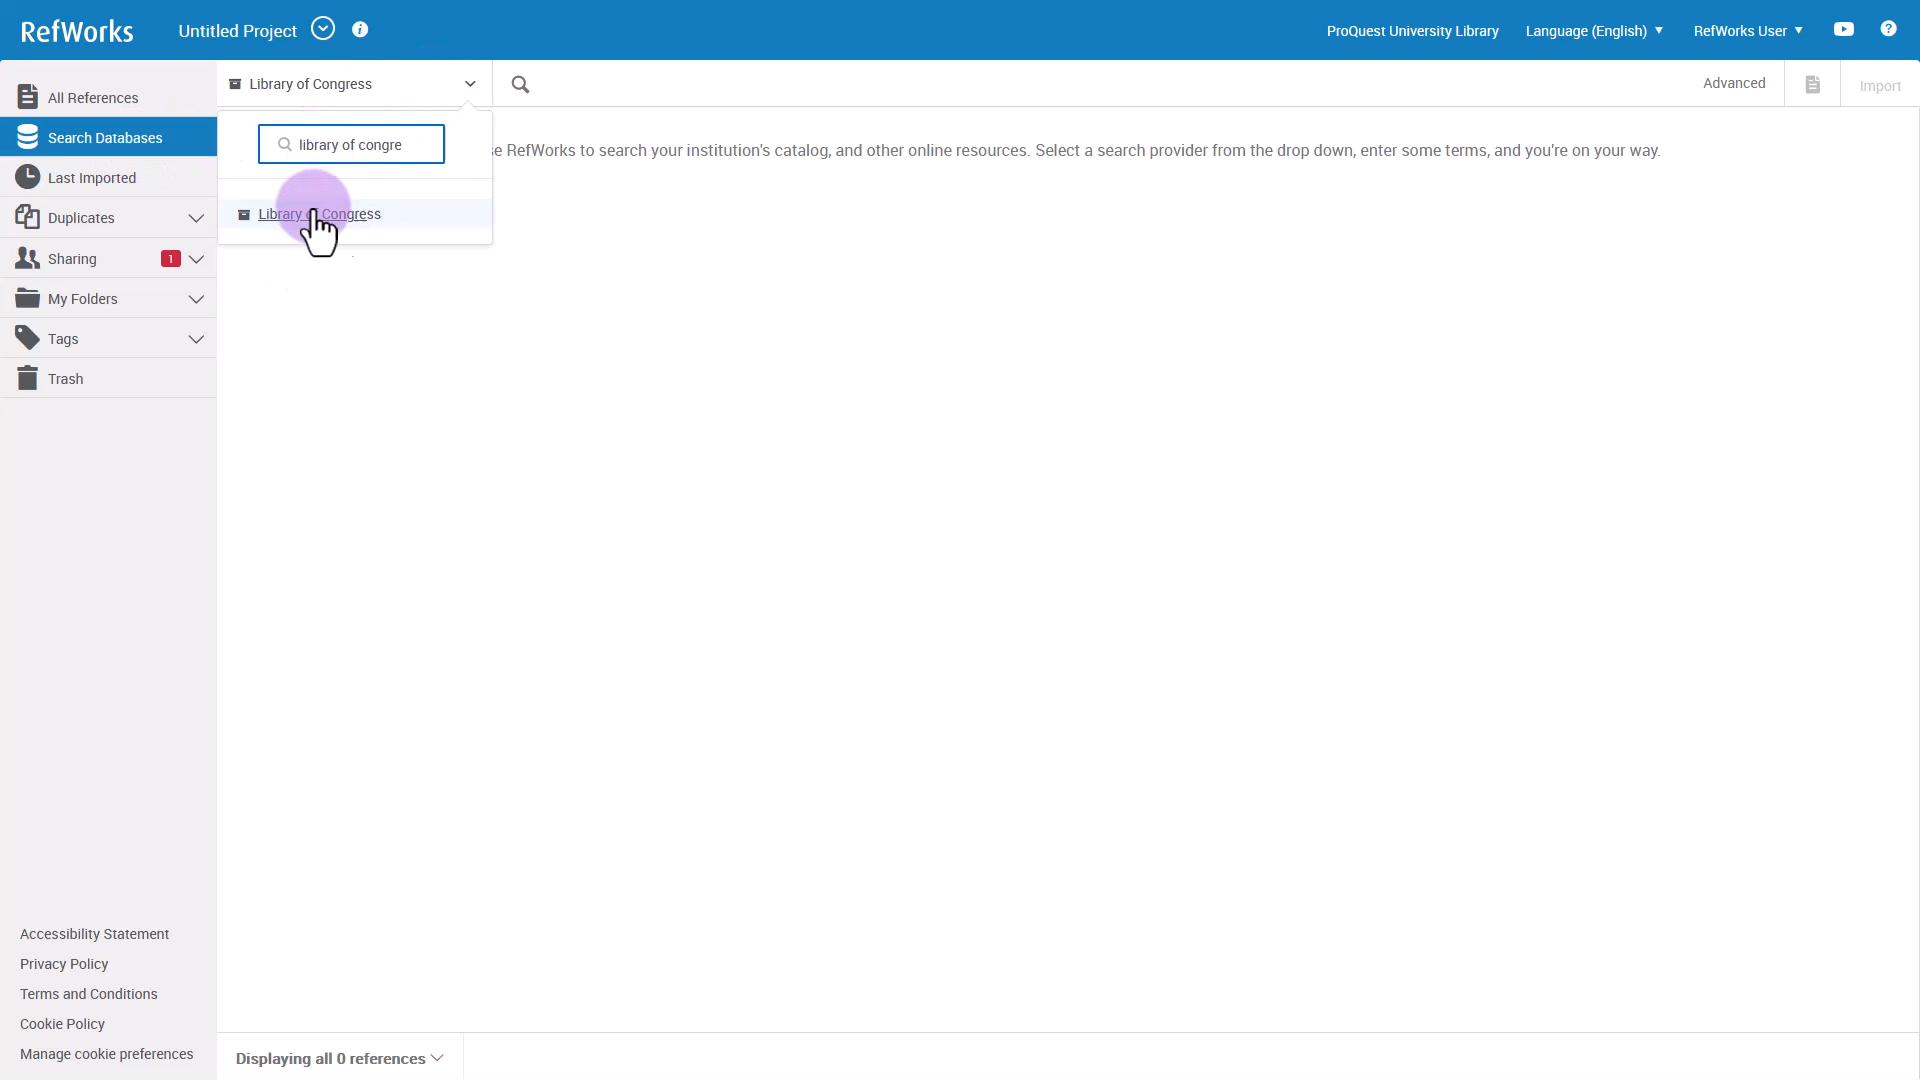 RefWorks
Untitled Project
ProQuest University Library
Language (English)
RefWorks User
All References
Search Databases
Last Imported
Duplicates
Sharing
1
My Folders
Tags
Trash
Library of Congress
Advanced
Import
library of congre
Library of Congress
RefWorks to search your institution's catalog, and other online resources. Select a search provider from the drop down, enter some terms, and you're on your way.
Accessibility Statement
Privacy Policy
Terms and Conditions
Cookie Policy
Manage cookie preferences
Displaying all 0 references